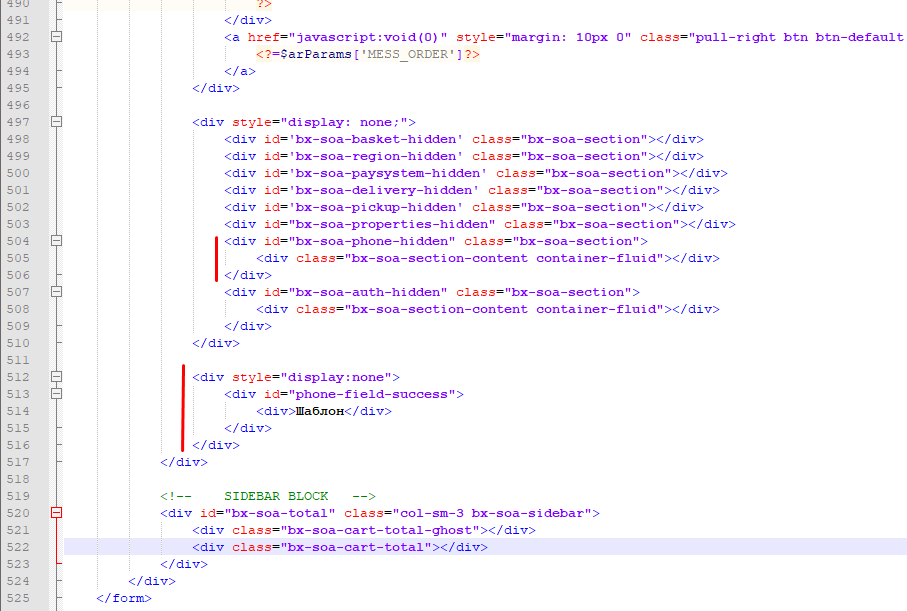 490 ?>
491 </div>
492 <a href="javascript:void(0)" style="margin: 10px 0" class="pull-right btn btn-default
493 <?=$arParams['MESS_ORDER']?>
494 </a>
495 </div>
496
497 <div style="display: none;">
498 <div id='bx-soa-basket-hidden' class="bx-soa-section"></div>
499 <div id='bx-soa-region-hidden' class="bx-soa-section"></div>
500 <div id='bx-soa-paysystem-hidden' class="bx-soa-section"></div>
501 <div id='bx-soa-delivery-hidden' class="bx-soa-section"></div>
502 <div id='bx-soa-pickup-hidden' class="bx-soa-section"></div>
503 <div id="bx-soa-properties-hidden" class="bx-soa-section"></div>
504 <div id="bx-soa-phone-hidden" class="bx-soa-section">
505 <div class="bx-soa-section-content container-fluid"></div>
506 </div>
507 <div id="bx-soa-auth-hidden" class="bx-soa-section">
508 <div class="bx-soa-section-content container-fluid"></div>
509 </div>
510 </div>
511
512 <div style="display:none">
513 <div id="phone-field-success">
514 <div>Шаблон</div>
515 </div>
516 </div>
517 </div>
518
519 <!-- SIDEBAR BLOCK -->
520 <div id="bx-soa-total" class="col-sm-3 bx-soa-sidebar">
521 <div class="bx-soa-cart-total-ghost"></div>
522 <div class="bx-soa-cart-total"></div>
523 </div>
524 </div>
525 </form>